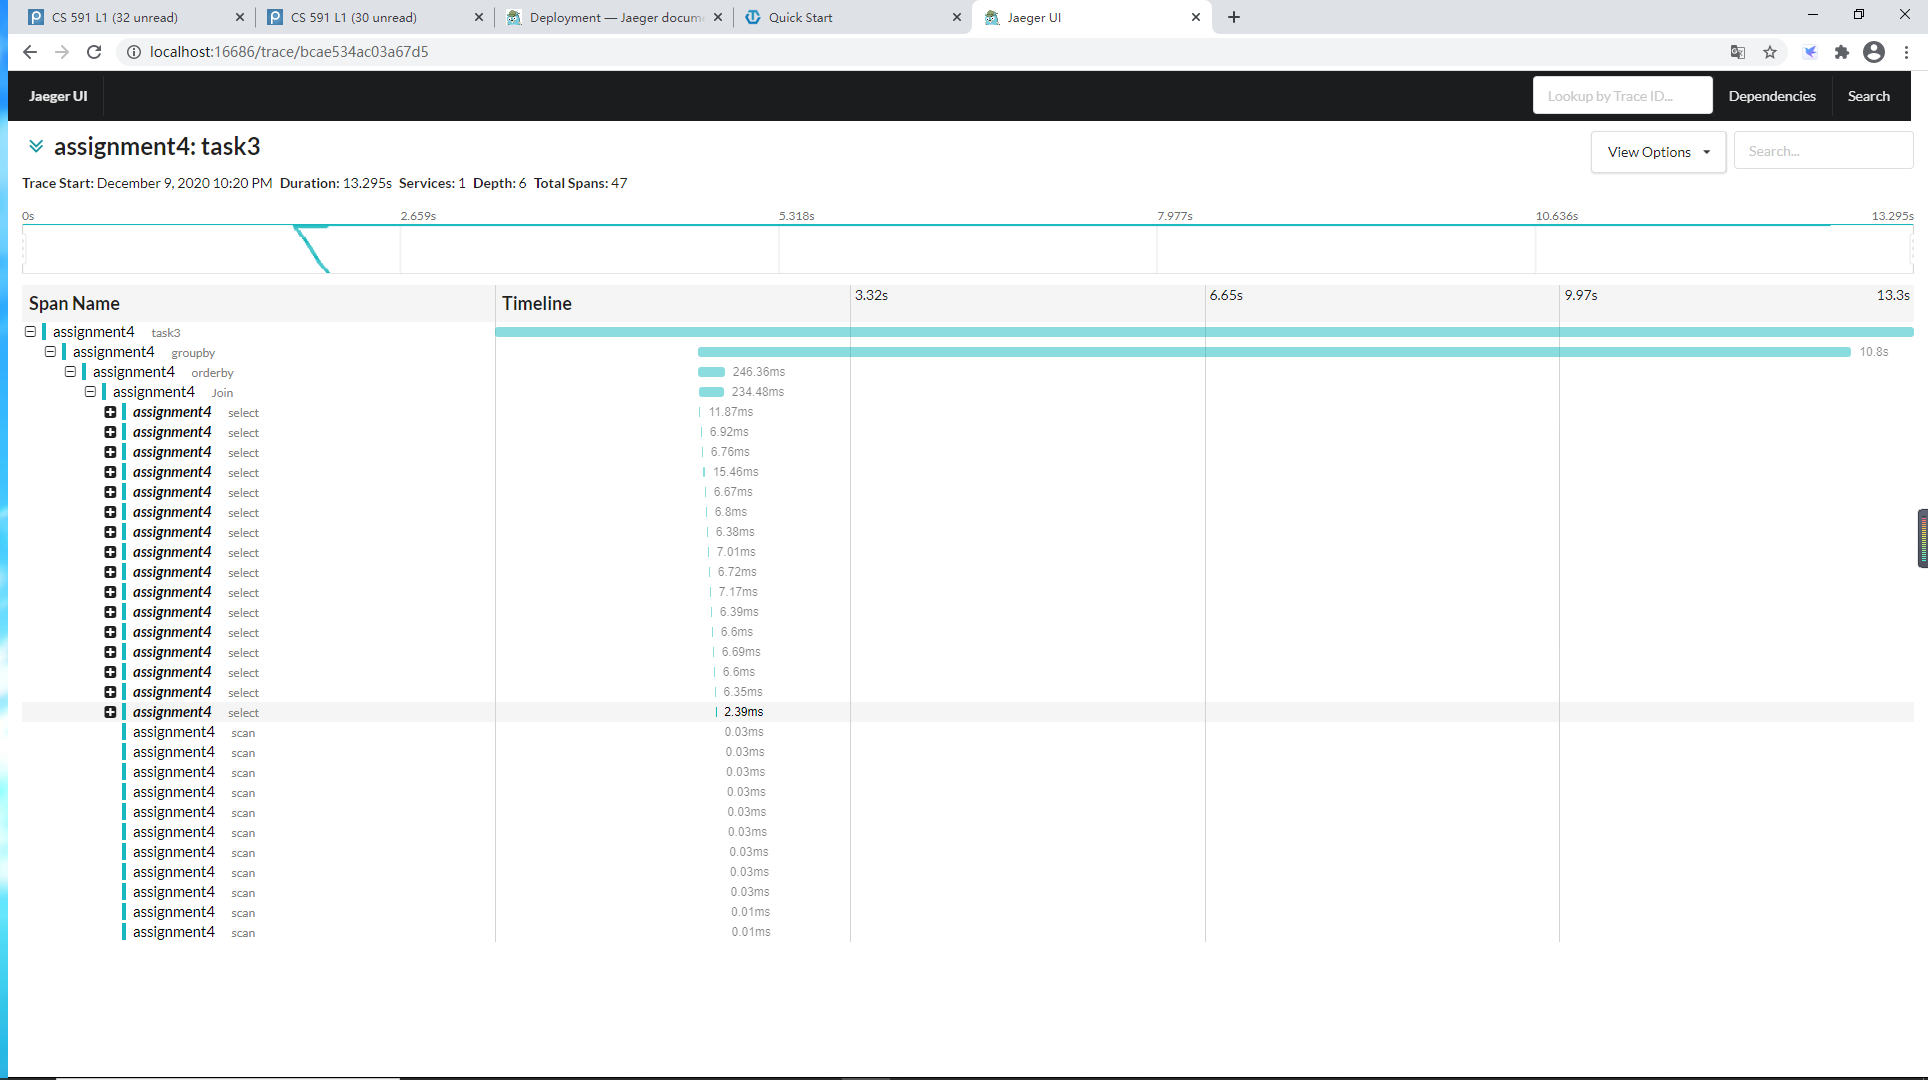 CS 591 L1 (32 unread)
CS 591 L1 (30 unread)
Deployment — Jaeger docum
Quick Start
Jaeger UI
localhost:16686/trace/bcae534ac03a67d5
Jaeger UI
Lookup by Trace ID...
Dependencies
Search
assignment4: task3
View Options
Search...
Trace Start: December 9, 2020 10:20 PM Duration: 13.295s Services: 1 Depth: 6 Total Spans: 47
0s 2.659s 5.318s 7.977s 10.636s 13.295s
Span Name Timeline 3.32s 6.65s 9.97s 13.3s
assignment4 task3
assignment4 groupby 10.8s
assignment4 orderby 246.36ms
assignment4 Join 234.48ms
assignment4 select 11.87ms
assignment4 select 6.92ms
assignment4 select 6.76ms
assignment4 select 15.46ms
assignment4 select 6.67ms
assignment4 select 6.8ms
assignment4 select 6.38ms
assignment4 select 7.01ms
assignment4 select 6.72ms
assignment4 select 7.17ms
assignment4 select 6.39ms
assignment4 select 6.6ms
assignment4 select 6.69ms
assignment4 select 6.6ms
assignment4 select 6.35ms
assignment4 select 2.39ms
assignment4 scan 0.03ms
assignment4 scan 0.03ms
assignment4 scan 0.03ms
assignment4 scan 0.03ms
assignment4 scan 0.03ms
assignment4 scan 0.03ms
assignment4 scan 0.03ms
assignment4 scan 0.03ms
assignment4 scan 0.03ms
assignment4 scan 0.01ms
assignment4 scan 0.01ms